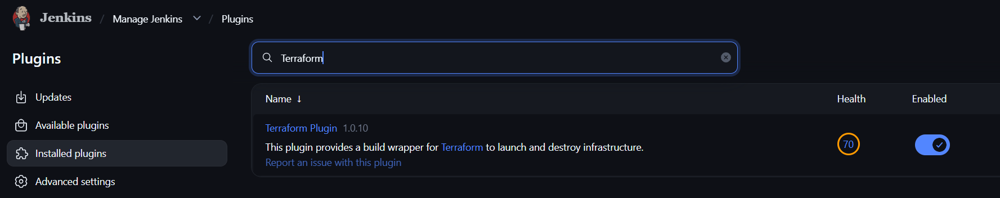 Jenkins / Manage Jenkins / Plugins
Plugins
Updates
Available plugins
Installed plugins
Advanced settings
Terraform
Name ↓ Health Enabled
Terraform Plugin 1.0.10
This plugin provides a build wrapper for Terraform to launch and destroy infrastructure.
Report an issue with this plugin
70